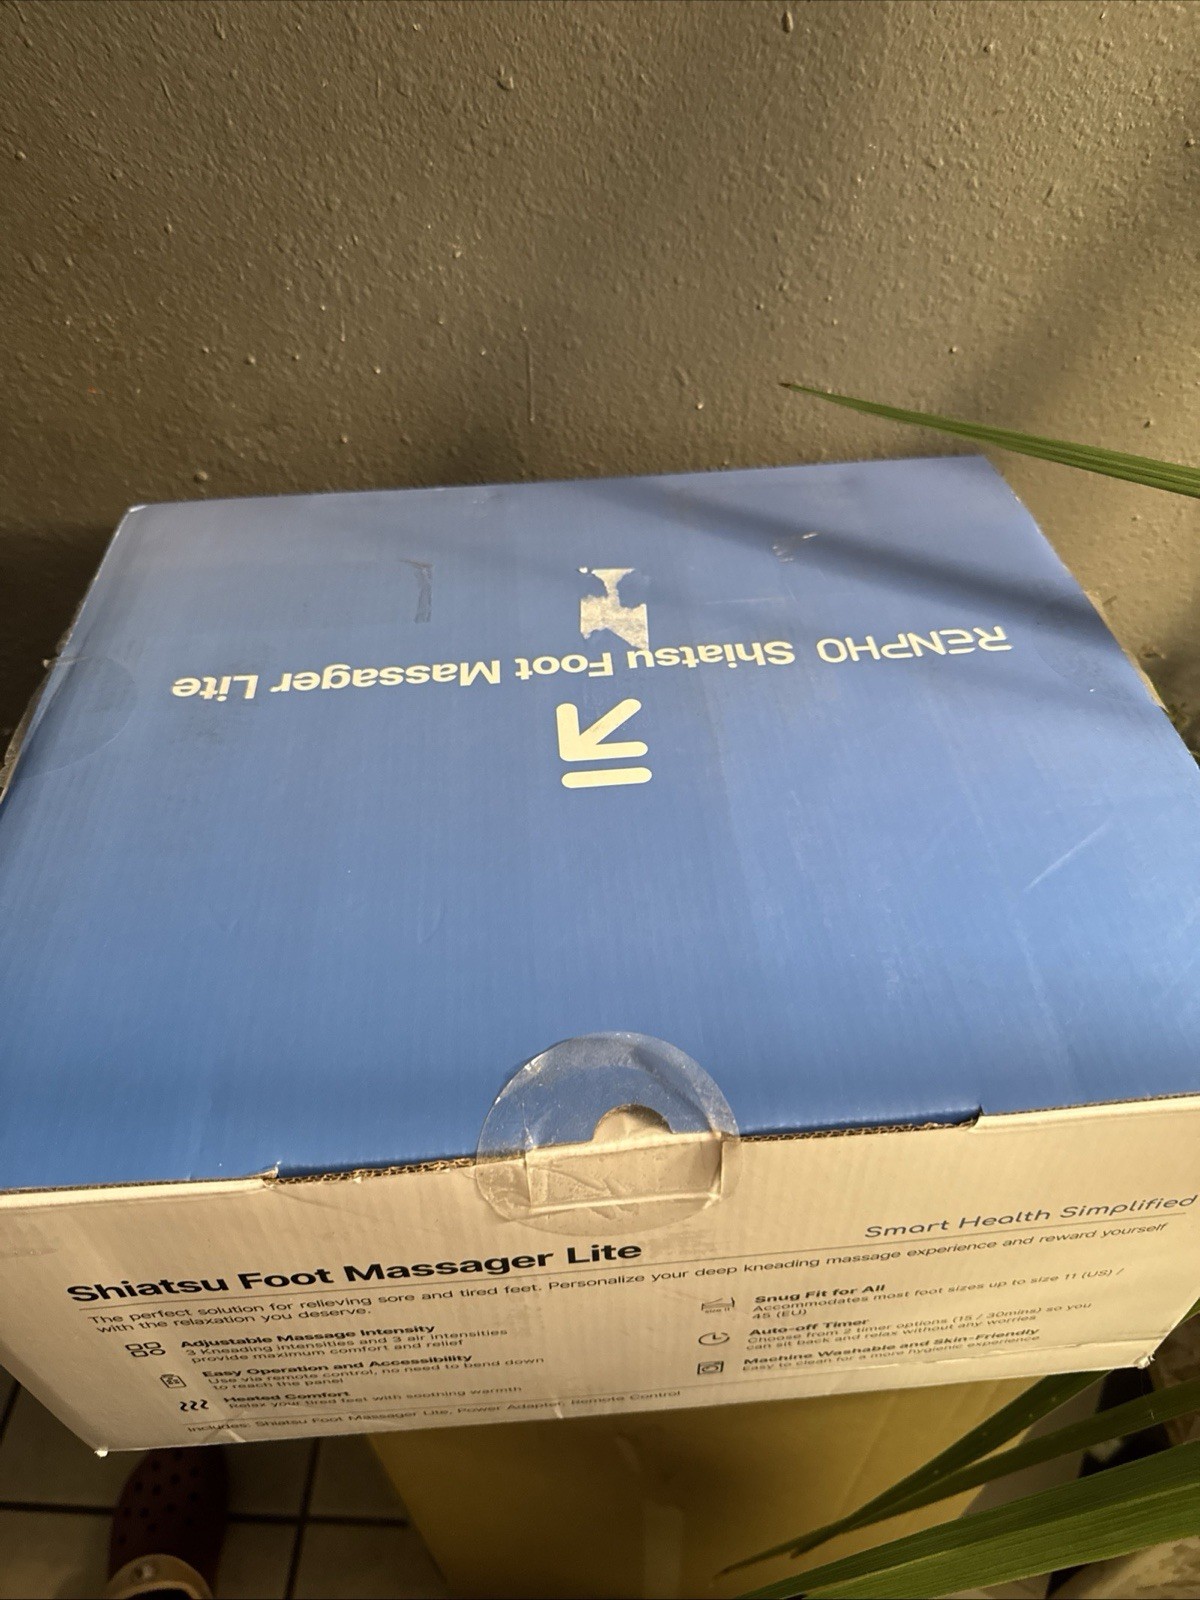 RENPHO Shiatsu Foot Massager Lite
Smart Health Simplified
Shiatsu Foot Massager Lite
The perfect solution for relieving sore and tired feet. Personalize your deep kneading massage experience and reward yourself
with the relaxation you deserve.
Adjustable Massage Intensity
3 Kneading intensities and 3 air intensities
provide maximum comfort and relief
Easy Operation and Accessibility
Use via remote control, no need to bend down
to reach the panel
Heated Comfort
Relax your tired feet with soothing warmth
Snug Fit for All
Accommodates most foot sizes up to size 11 (US) /
45 (EU)
Auto-off Timer
Choose from 2 timer options (15 / 30mins) so you
can sit back and relax without any worries
Machine Washable and Skin-Friendly
Easy to clean for a more hygienic experience
Includes: Shiatsu Foot Massager Lite, Power Adapter, Remote Control